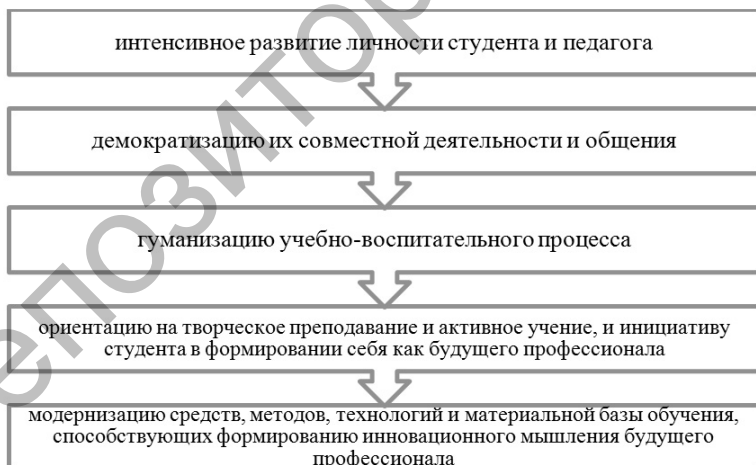 интенсивное развитие личности студента и педагога
демократизацию их совместной деятельности и общения
гуманизацию учебно-воспитательного процесса
ориентацию на творческое преподавание и активное учение, и инициативу
студента в формировании себя как будущего профессионала
модернизацию средств, методов, технологий и материальной базы обучения,
способствующих формированию инновационного мышления будущего
профессионала